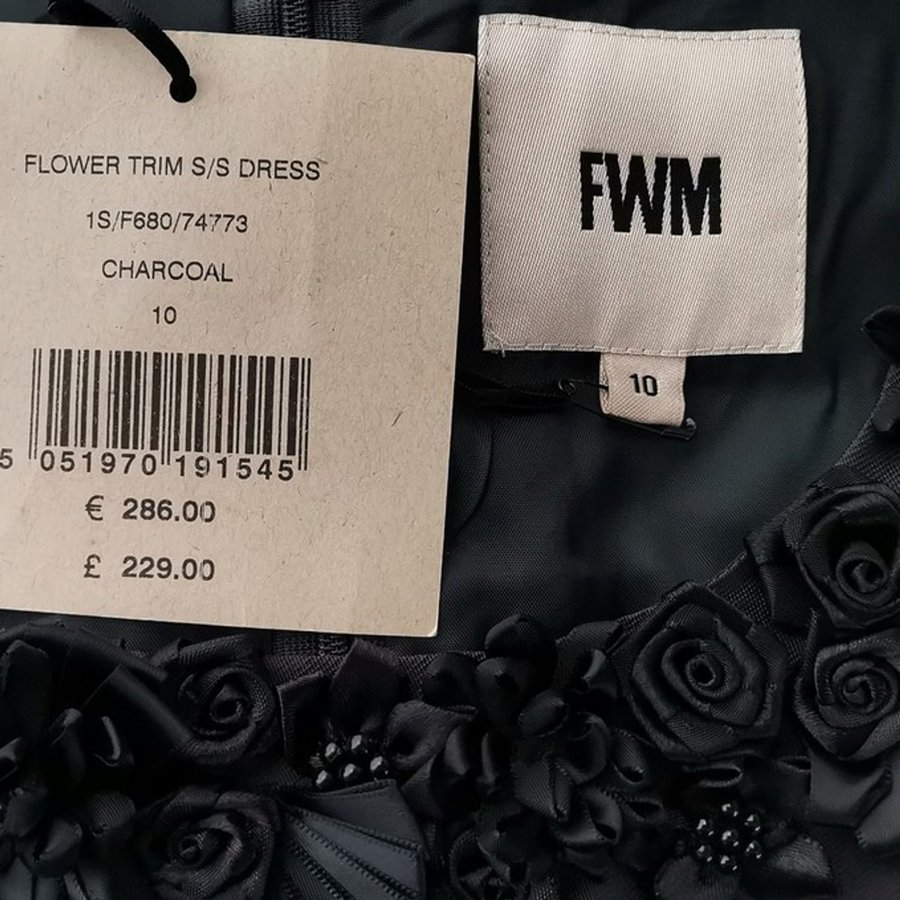 FLOWER TRIM S/S DRESS
1S/F680/74773
CHARCOAL
10
5 051970 191545
€ 286.00
£ 229.00
FWM
10